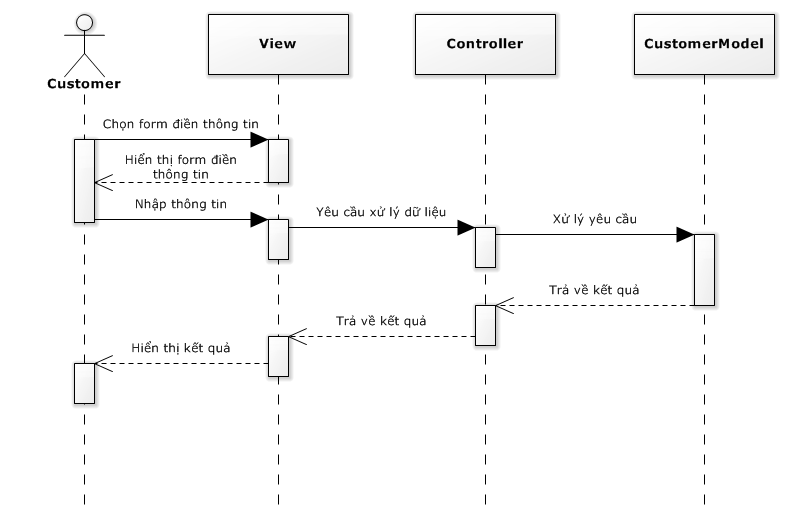 View
Controller
CustomerModel
Customer
Chọn form điền thông tin
Hiển thị form điền
thông tin
Nhập thông tin
Yêu cầu xử lý dữ liệu
Xử lý yêu cầu
Trả về kết quả
Trả về kết quả
Hiển thị kết quả